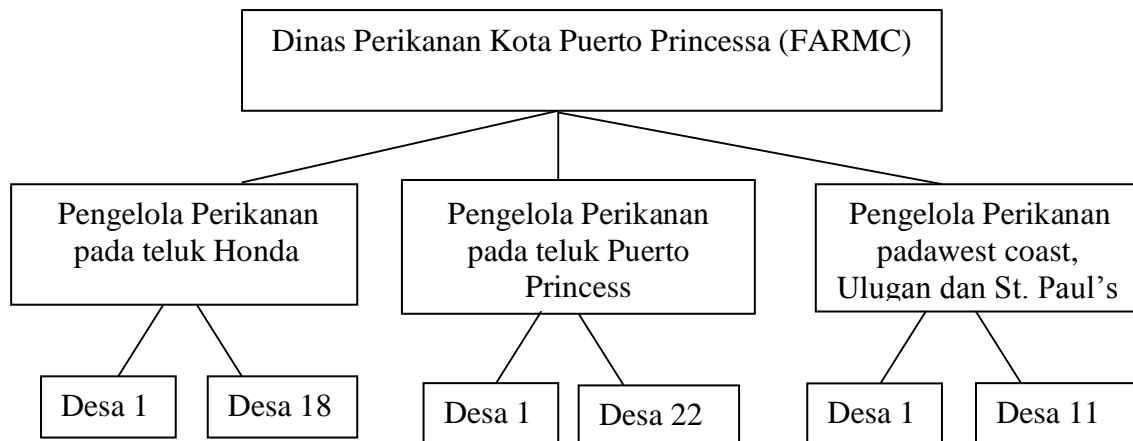 Dinas Perikanan Kota Puerto Princessa (FARMC)
Pengelola Perikanan
pada teluk Honda
Pengelola Perikanan
pada teluk Puerto
Princess
Pengelola Perikanan
padawest coast,
Ulugan dan St. Paul’s
Desa 1
Desa 18
Desa 1
Desa 22
Desa 1
Desa 11